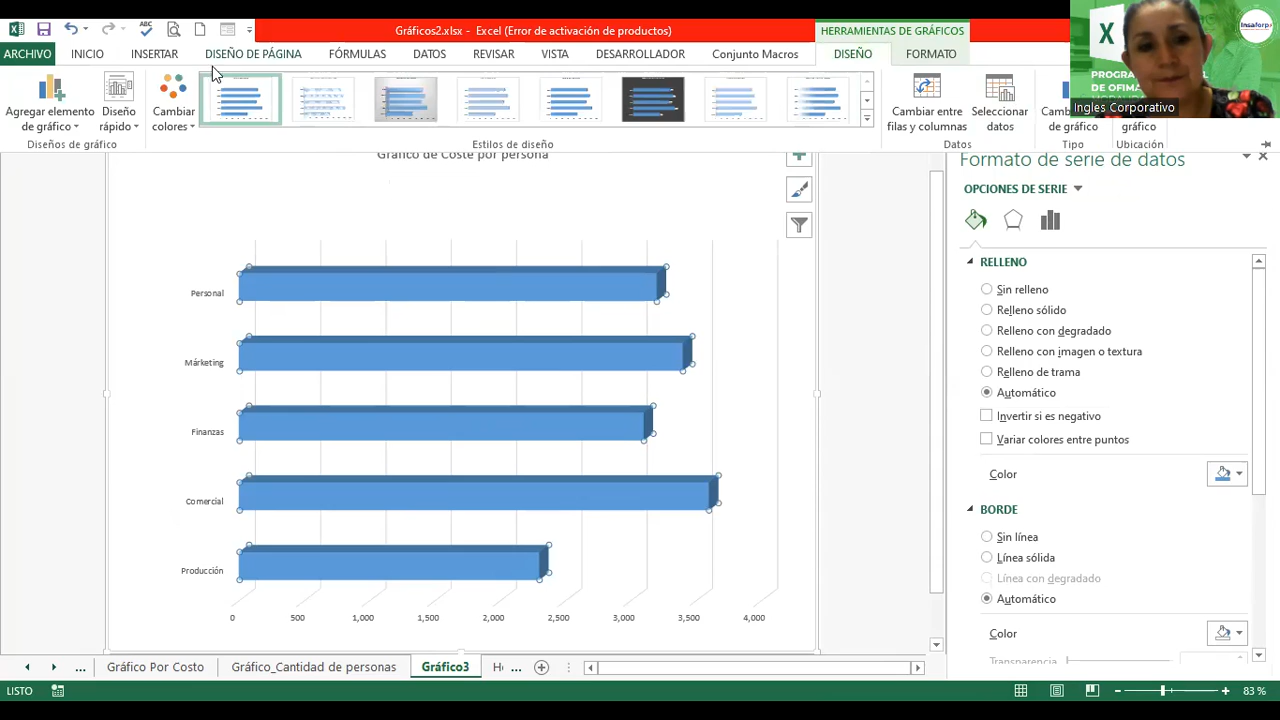 Gráficos2.xlsx - Excel (Error de activación de productos)
HERRAMIENTAS DE GRÁFICOS
ARCHIVO INICIO INSERTAR DISEÑO DE PÁGINA FÓRMULAS DATOS REVISAR VISTA DESARROLLADOR Conjunto Macros DISEÑO FORMATO
Insaforp
PROGRAMA
DE OFIMA
Ingles Corporativo
Agregar elemento de gráfico
Diseño rápido
Cambiar colores
Cambiar entre filas y columnas
Seleccionar datos
de gráfico
gráfico
Diseños de gráfico
Estilos de diseño
Datos
Tipo
Ubicación
Gráfico de Coste por persona
Personal
Márketing
Finanzas
Comercial
Producción
0 500 1,000 1,500 2,000 2,500 3,000 3,500 4,000
Formato de serie de datos
OPCIONES DE SERIE
RELLENO
Sin relleno
Relleno sólido
Relleno con degradado
Relleno con imagen o textura
Relleno de trama
Automático
Invertir si es negativo
Variar colores entre puntos
Color
BORDE
Sin línea
Línea sólida
Línea con degradado
Automático
Color
Transparencia
... Gráfico Por Costo Gráfico_Cantidad de personas Gráfico3 ...
LISTO
83 %